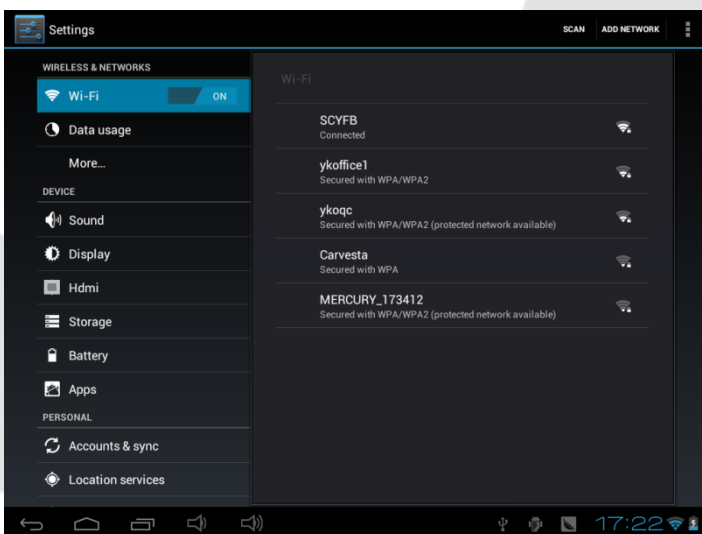 Settings
SCAN
ADD NETWORK
WIRELESS & NETWORKS
Wi-Fi
ON
Data usage
More...
DEVICE
Sound
Display
Hdmi
Storage
Battery
Apps
PERSONAL
Accounts & sync
Location services
Wi-Fi
SCYFB
Connected
ykoffice1
Secured with WPA/WPA2
ykoqc
Secured with WPA/WPA2 (protected network available)
Carvesta
Secured with WPA
MERCURY_173412
Secured with WPA/WPA2 (protected network available)
17:22